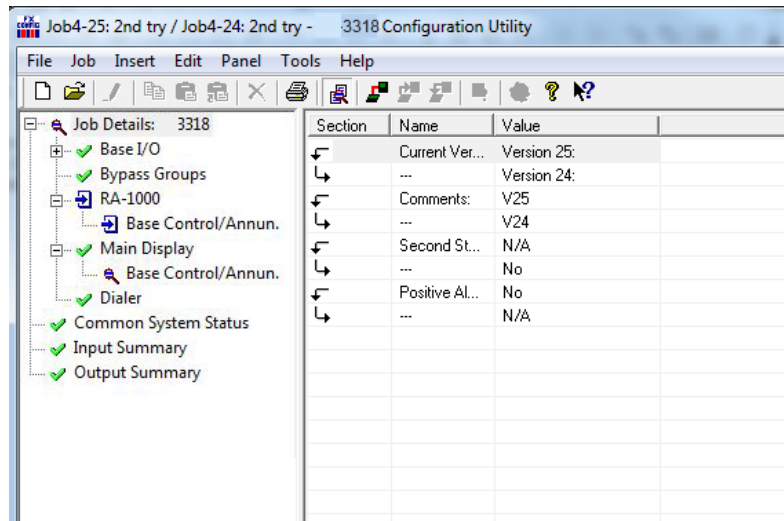 FX CONFIG
Job4-25: 2nd try / Job4-24: 2nd try - -3318 Configuration Utility
File Job Insert Edit Panel Tools Help
Job Details: 3318
Base I/O
Bypass Groups
RA-1000
Base Control/Annun.
Main Display
Base Control/Annun.
Dialer
Common System Status
Input Summary
Output Summary
Section Name Value
Current Ver... Version 25:
--- Version 24:
Comments: V25
--- V24
Second St... N/A
--- No
Positive Al... No
--- N/A